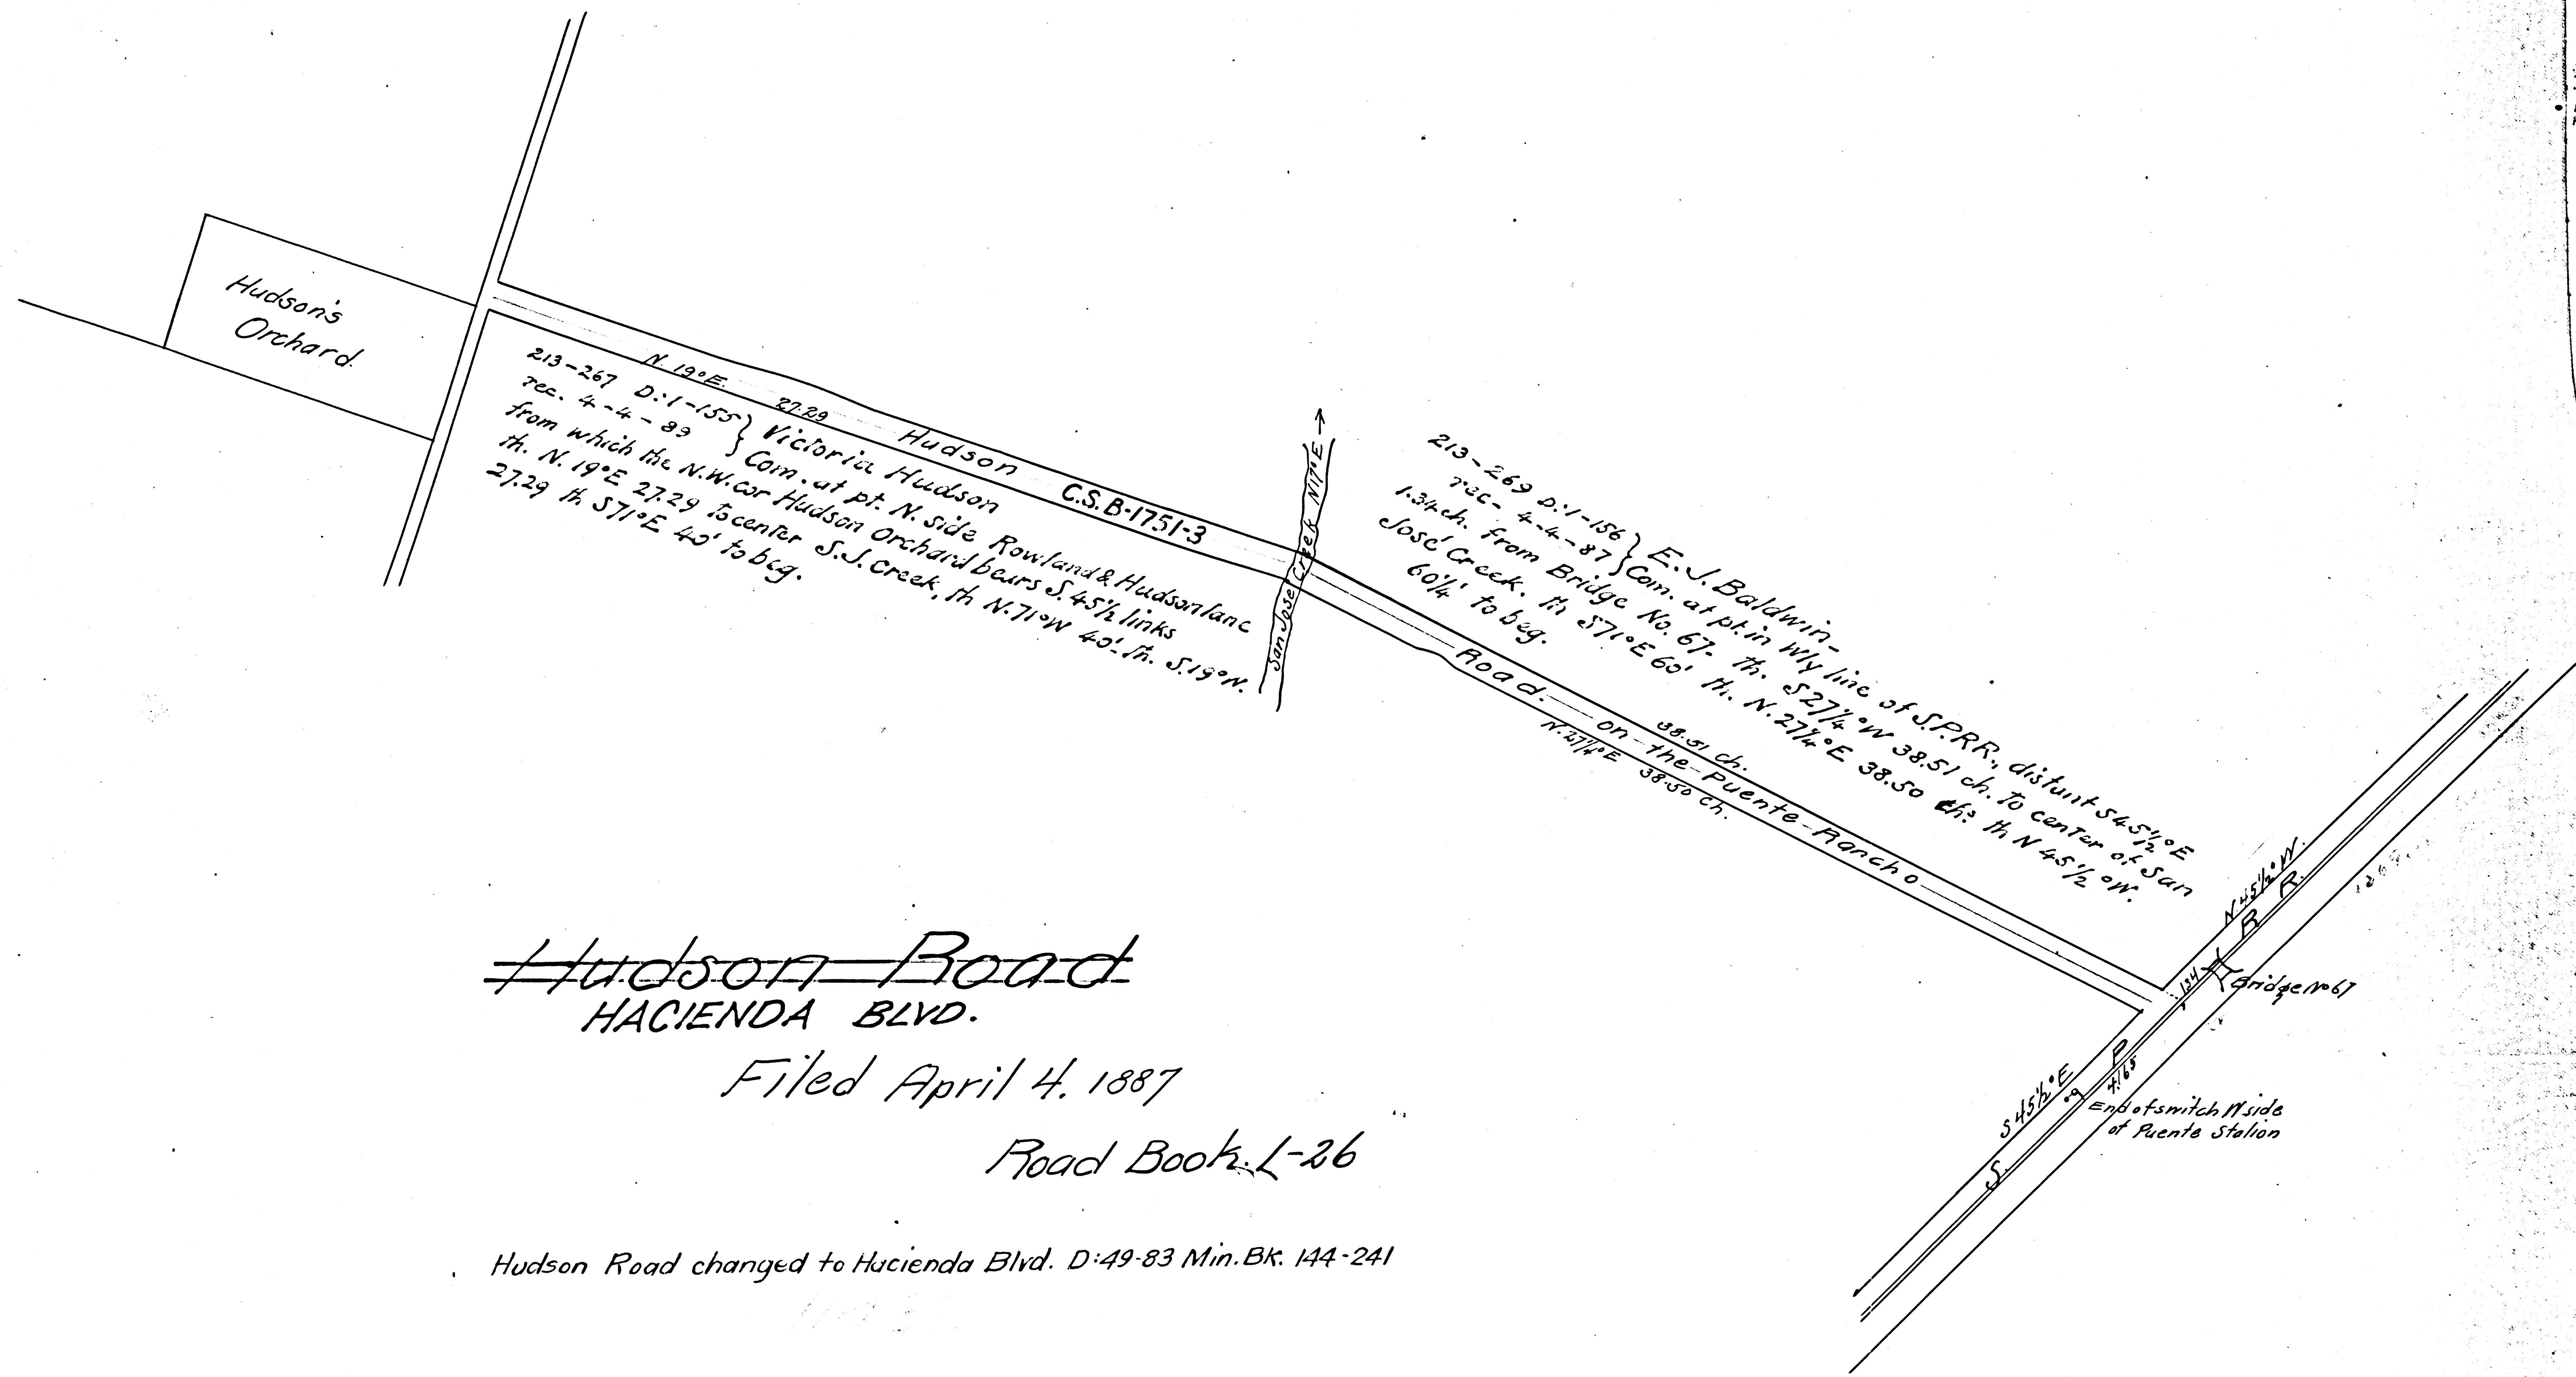 Hudson's
Orchard.
N. 19°E. 27.29
Hudson
C.S. B-1751-3
213-267 D:1-155 } Victoria Hudson
rec. 4-4-89 } Com. at pt. N. side Rowland & Hudson lane
from which the N.W. cor Hudson Orchard bears S. 45½ links
th. N. 19°E 27.29 to center S.J. Creek, th N. 71°W 40'. th. S. 19°W.
27.29 th S71°E 40' to beg.
San Jose Creek N17°E
213-269 D:1-156 } E. J. Baldwin-
rec- 4-4-87 } Com. at pt. in Wly line of S.P.RR., distant S45½°E
1.34 ch. from Bridge No. 67- th. S27¼°W 38.51 ch. to center of San
José Creek. th S71°E 60' th. N. 27¼°E 38.50 chs th N 45½°W.
60¼' to beg.
Road. on-the-Puente-Rancho
38.51 ch.
N. 27¼°E 38.50 ch.
N 45½°W.
S. P. R. R.
134
Bridge No 67
S 45½°E
4.165
End of switch N side
of Puente Station
Hudson Road
HACIENDA BLVD.
Filed April 4. 1887
Road Book. L-26
Hudson Road changed to Hacienda Blvd. D:49-83 Min. Bk. 144-241